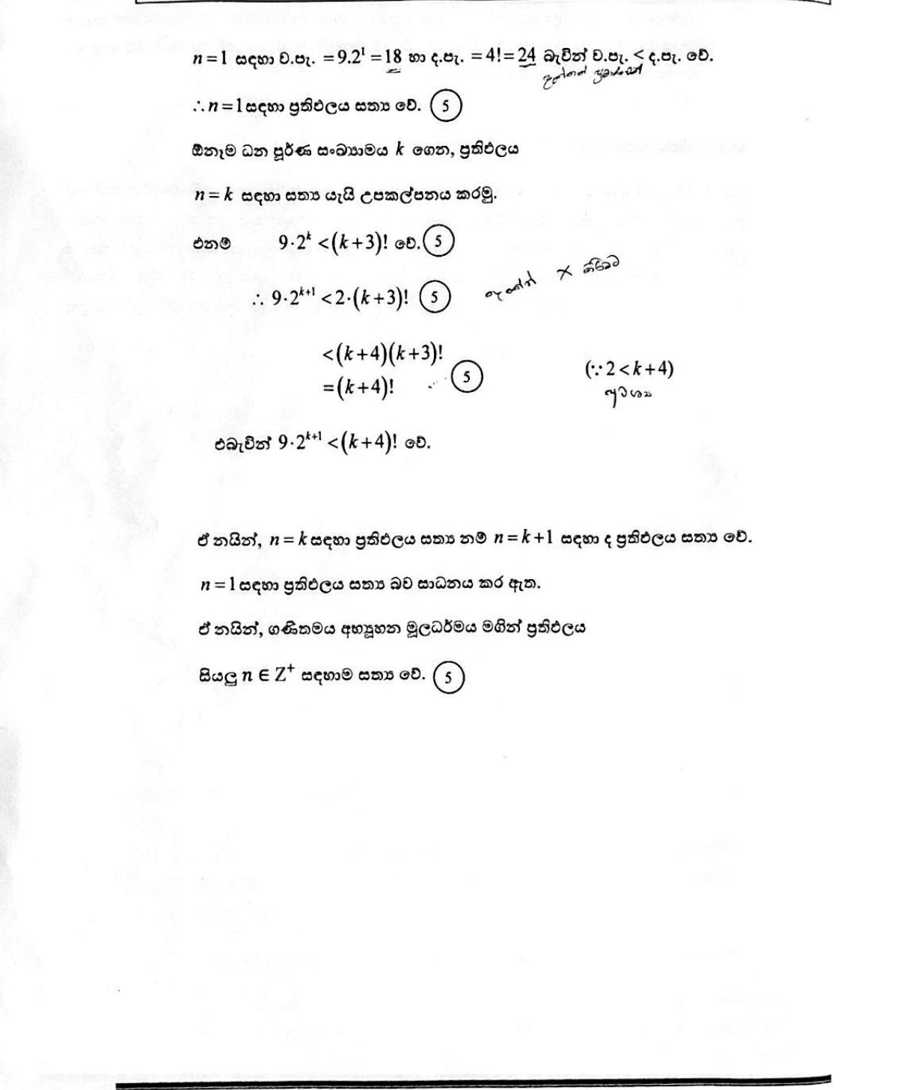 n = 1 සඳහා ව.පැ. = 9.2¹ = 18 හා ද.පැ. = 4! = 24 බැවින් ව.පැ. < ද.පැ. වේ.
∴ n = 1 සඳහා ප්‍රතිඵලය සත්‍ය වේ. 5
ඕනෑම ධන පූර්ණ සංඛ්‍යාමය k ගෙන, ප්‍රතිඵලය
n = k සඳහා සත්‍ය යැයි උපකල්පනය කරමු.
එනම් 9·2ᵏ < (k+3)! වේ. 5
∴ 9·2ᵏ⁺¹ < 2·(k+3)! 5 ×
< (k+4)(k+3)!
= (k+4)! 5 (∵ 2 < k+4)
එබැවින් 9·2ᵏ⁺¹ < (k+4)! වේ.
ඒ නයින්, n = k සඳහා ප්‍රතිඵලය සත්‍ය නම් n = k+1 සඳහා ද ප්‍රතිඵලය සත්‍ය වේ.
n = 1 සඳහා ප්‍රතිඵලය සත්‍ය බව සාධනය කර ඇත.
ඒ නයින්, ගණිතමය අභ්‍යූහන මූලධර්මය මගින් ප්‍රතිඵලය
සියලු n ∈ Z⁺ සඳහාම සත්‍ය වේ. 5